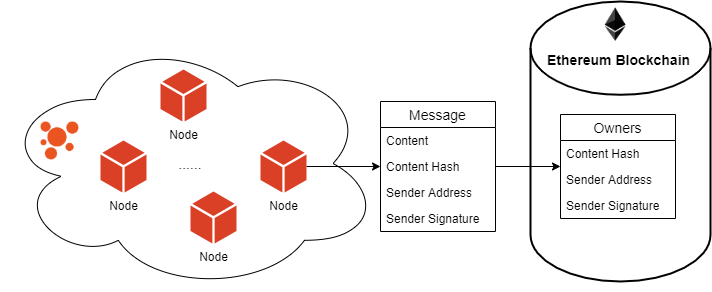 Ethereum Blockchain
Node
Node
......
Node
Node
Message
Content
Content Hash
Sender Address
Sender Signature
Owners
Content Hash
Sender Address
Sender Signature